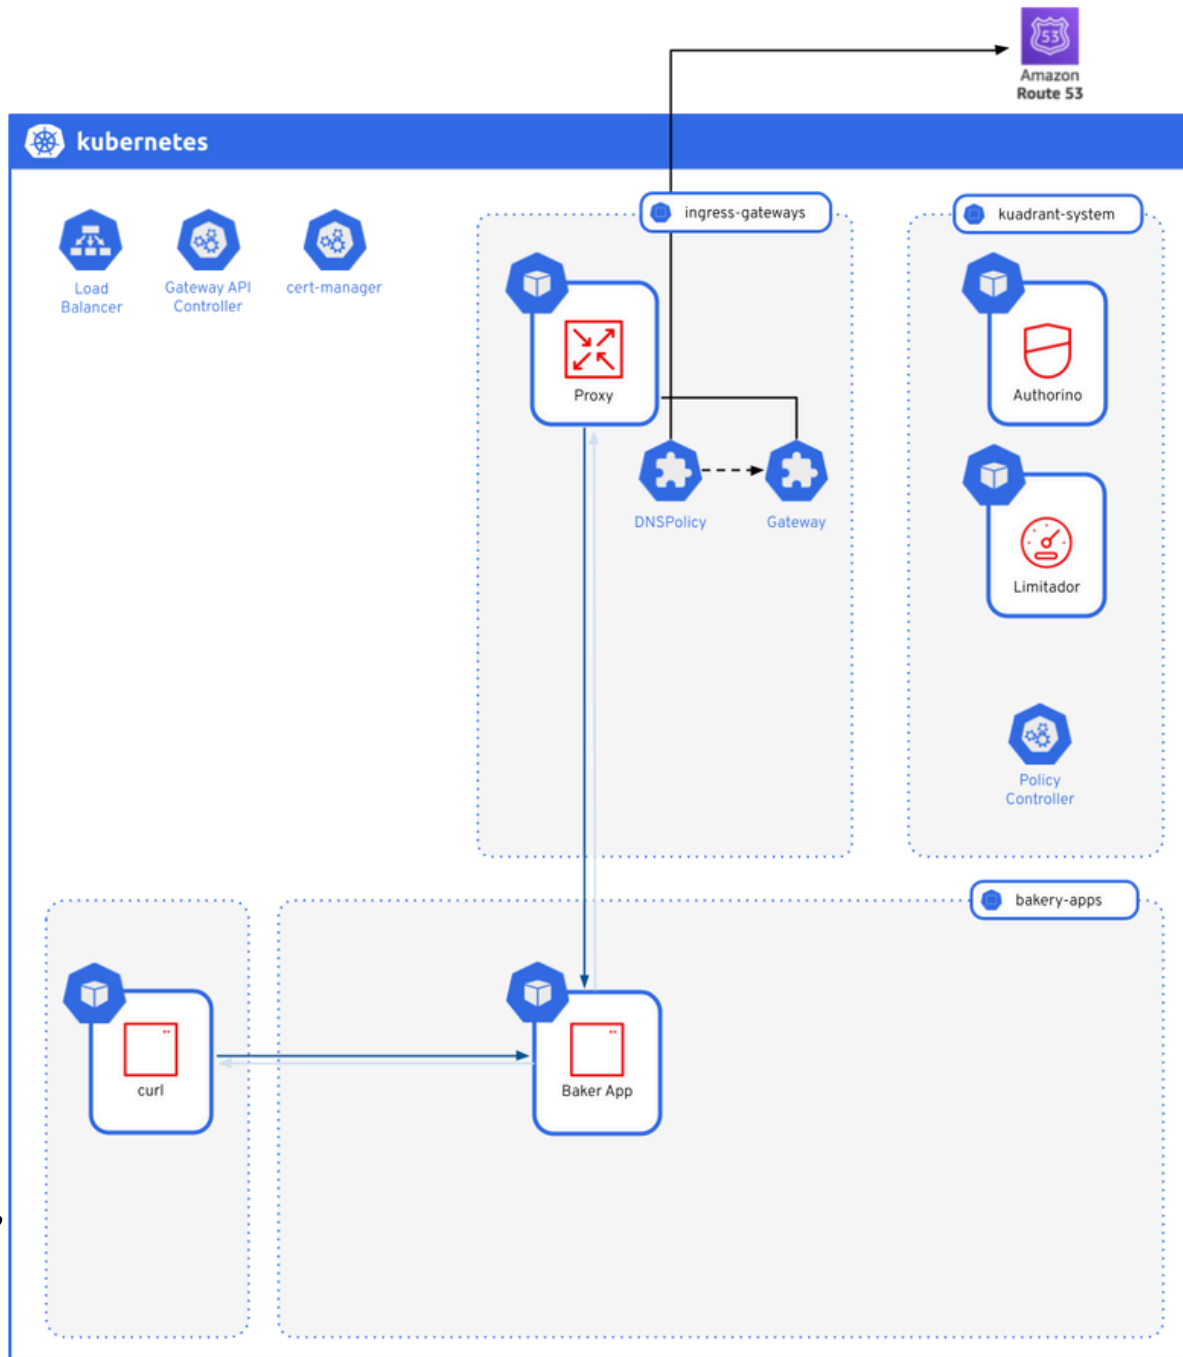 53
Amazon
Route 53
kubernetes
ingress-gateways
kuadrant-system
Load
Balancer
Gateway API
Controller
cert-manager
Proxy
Authorino
DNSPolicy
Gateway
Limitador
Policy
Controller
bakery-apps
curl
Baker App